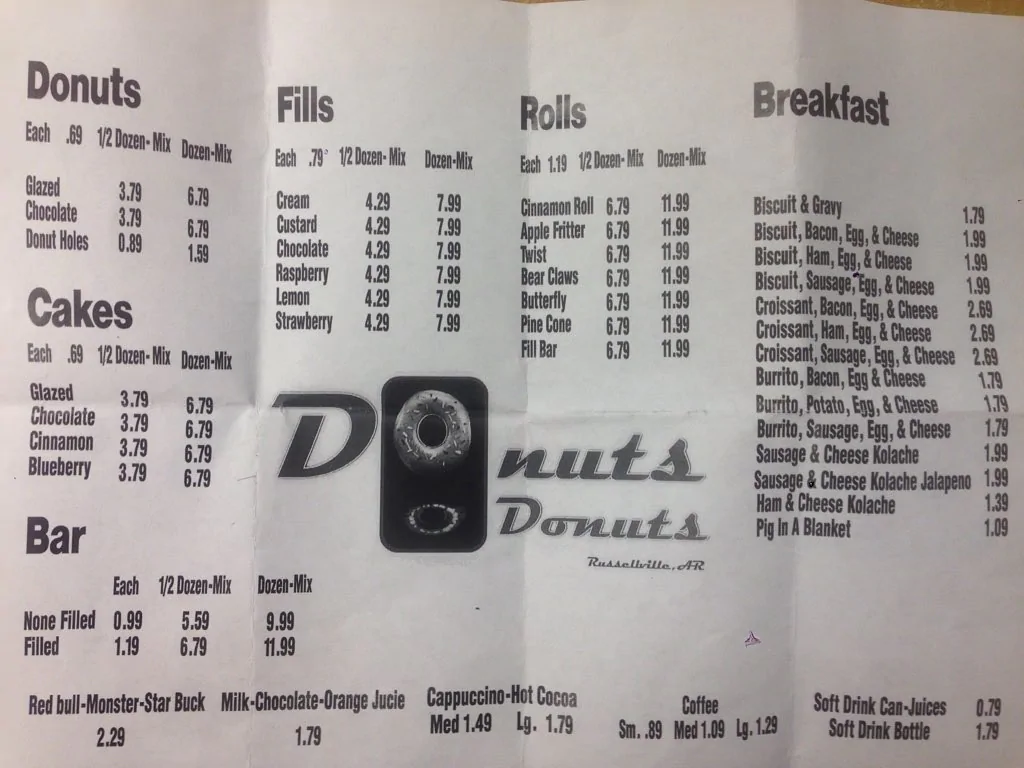 Donuts
Each .69 1/2 Dozen- Mix Dozen-Mix
Glazed 3.79 6.79
Chocolate 3.79 6.79
Donut Holes 0.89 1.59
Cakes
Each .69 1/2 Dozen- Mix Dozen-Mix
Glazed 3.79 6.79
Chocolate 3.79 6.79
Cinnamon 3.79 6.79
Blueberry 3.79 6.79
Bar
Each 1/2 Dozen-Mix Dozen-Mix
None Filled 0.99 5.59 9.99
Filled 1.19 6.79 11.99
Fills
Each .79 1/2 Dozen- Mix Dozen-Mix
Cream 4.29 7.99
Custard 4.29 7.99
Chocolate 4.29 7.99
Raspberry 4.29 7.99
Lemon 4.29 7.99
Strawberry 4.29 7.99
Rolls
Each 1.19 1/2 Dozen- Mix Dozen-Mix
Cinnamon Roll 6.79 11.99
Apple Fritter 6.79 11.99
Twist 6.79 11.99
Bear Claws 6.79 11.99
Butterfly 6.79 11.99
Pine Cone 6.79 11.99
Fill Bar 6.79 11.99
Donuts
Donuts
Russellville, AR
Breakfast
Biscuit & Gravy 1.79
Biscuit, Bacon, Egg, & Cheese 1.99
Biscuit, Ham, Egg, & Cheese 1.99
Biscuit, Sausage, Egg, & Cheese 1.99
Croissant, Bacon, Egg, & Cheese 2.69
Croissant, Ham, Egg, & Cheese 2.69
Croissant, Sausage, Egg, & Cheese 2.69
Burrito, Bacon, Egg & Cheese 1.79
Burrito, Potato, Egg, & Cheese 1.79
Burrito, Sausage, Egg, & Cheese 1.79
Sausage & Cheese Kolache 1.99
Sausage & Cheese Kolache Jalapeno 1.99
Ham & Cheese Kolache 1.39
Pig In A Blanket 1.09
Red bull-Monster-Star Buck
2.29
Milk-Chocolate-Orange Jucie
1.79
Cappuccino-Hot Cocoa
Med 1.49 Lg. 1.79
Coffee
Sm. .89 Med 1.09 Lg. 1.29
Soft Drink Can-Juices 0.79
Soft Drink Bottle 1.79